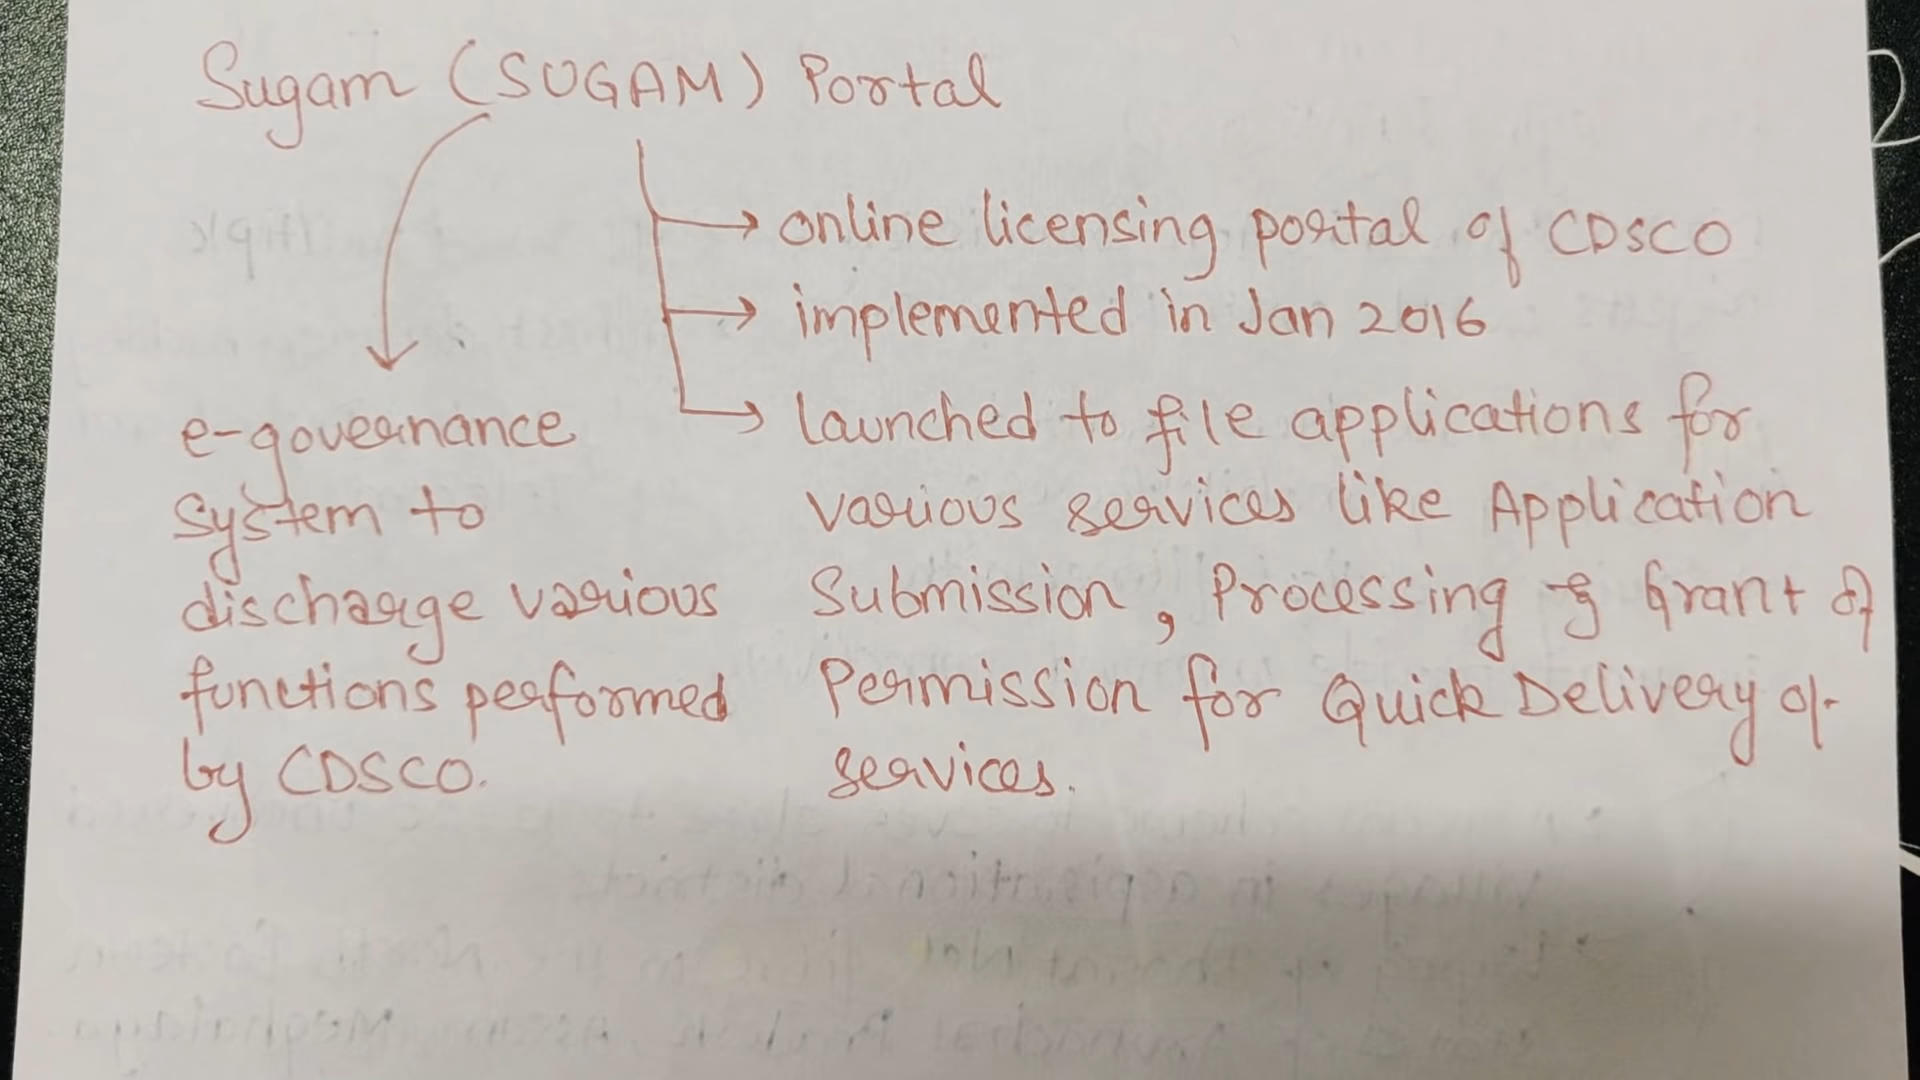 Sugam (SUGAM) Portal
→ online licensing portal of CDSCO
→ implemented in Jan 2016
→ launched to file applications for
various services like Application
Submission, Processing & Grant of
Permission for Quick Delivery of
services.
e-governance
System to
discharge various
functions performed
by CDSCO.